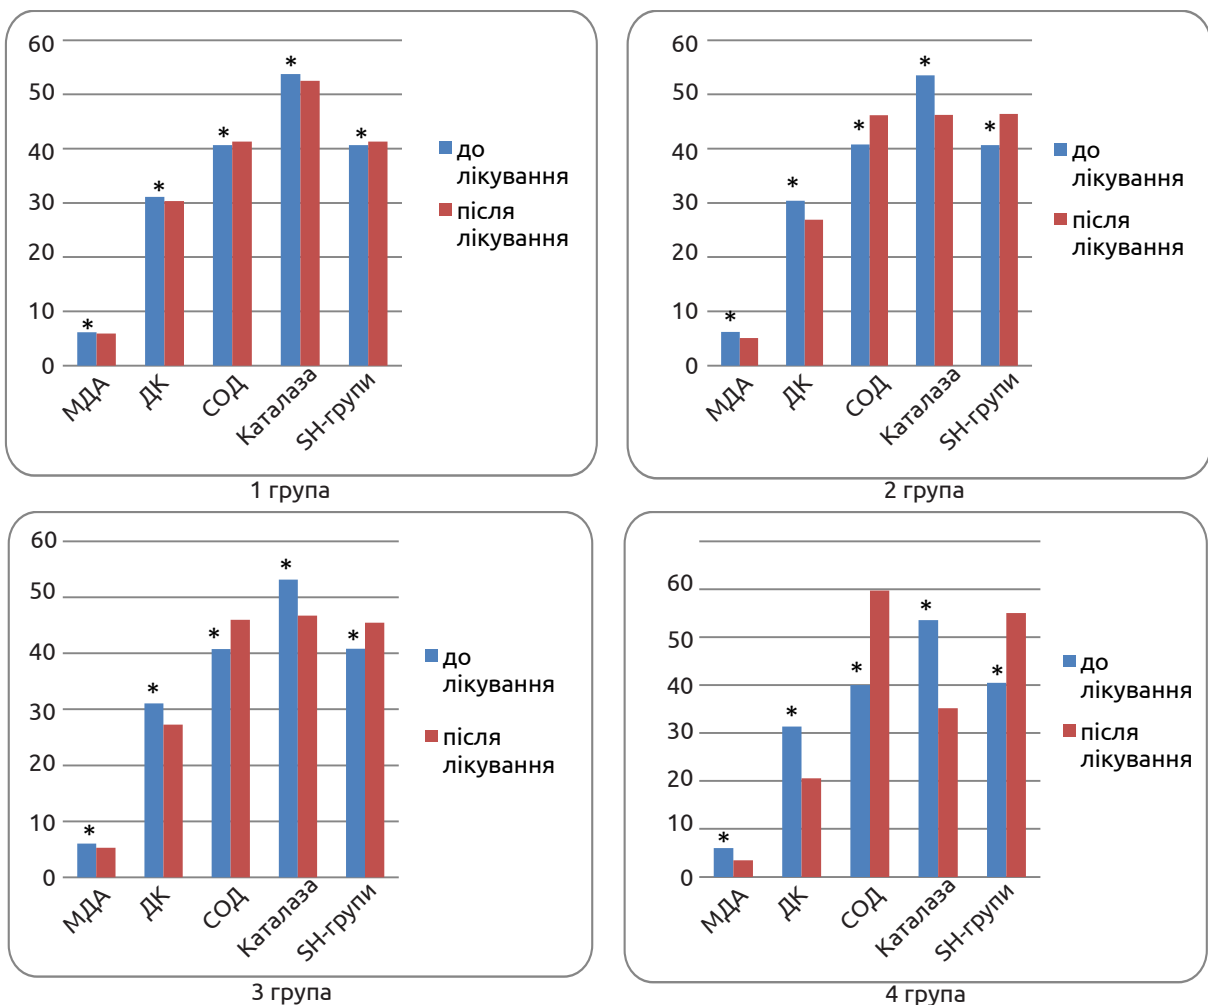 60
50
40
30
20
10
0
*
*
*
*
*
МДА
ДК
СОД
Каталаза
SH-групи
до
лікування
після
лікування
1 група
60
50
40
30
20
10
0
*
*
*
*
*
МДА
ДК
СОД
Каталаза
SH-групи
до
лікування
після
лікування
2 група
60
50
40
30
20
10
0
*
*
*
*
*
МДА
ДК
СОД
Каталаза
SH-групи
до
лікування
після
лікування
3 група
60
50
40
30
20
10
0
*
*
*
*
*
МДА
ДК
СОД
Каталаза
SH-групи
до
лікування
після
лікування
4 група